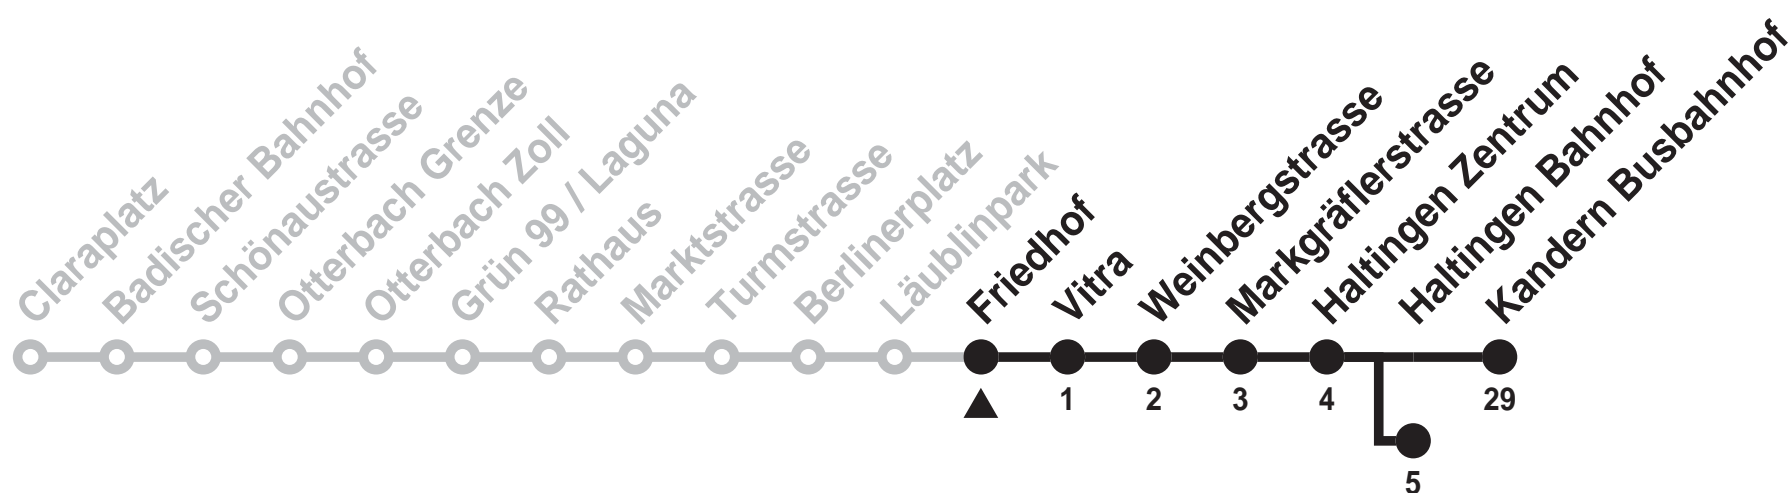 Claraplatz
Badischer Bahnhof
Schönaustrasse
Otterbach Grenze
Otterbach Zoll
Grün 99 / Laguna
Rathaus
Marktstrasse
Turmstrasse
Berlinerplatz
Läublinpark
Friedhof
Vitra
Weinbergstrasse
Markgräflerstrasse
Haltingen Zentrum
Haltingen Bahnhof
Kandern Busbahnhof
1 2 3 4 29
5